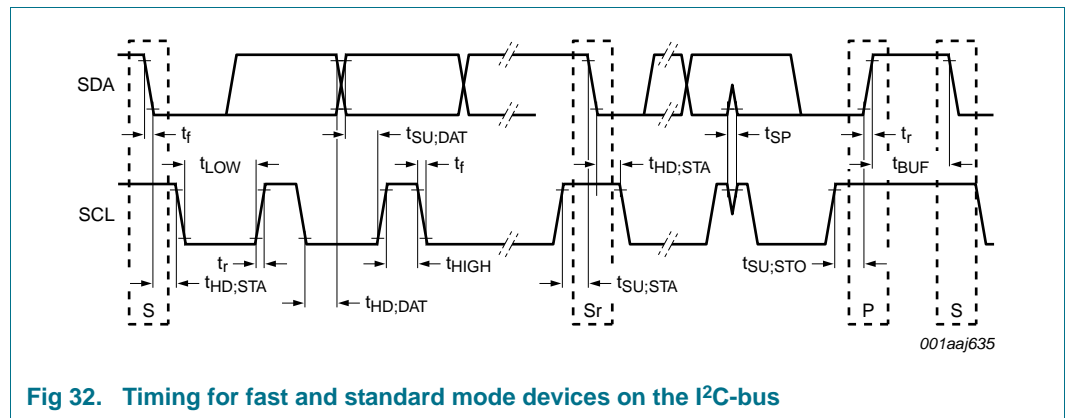 SDA
t_f
t_SU;DAT
t_SP
t_r
t_LOW
t_f
t_HD;STA
t_BUF
SCL
t_r
t_HD;STA
t_HD;DAT
t_HIGH
t_SU;STA
t_SU;STO
S
Sr
P
S
001aaj635
Fig 32. Timing for fast and standard mode devices on the I²C-bus